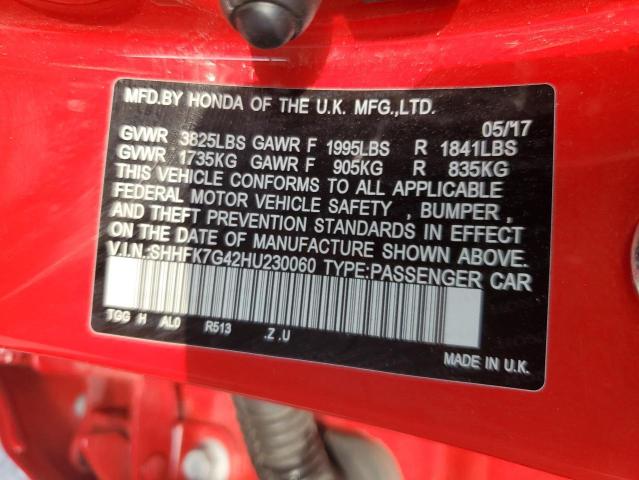 MFD.BY HONDA OF THE U.K. MFG.,LTD.
05/17
GVWR 3825LBS GAWR F 1995LBS R 1841LBS
GVWR 1735KG GAWR F 905KG R 835KG
THIS VEHICLE CONFORMS TO ALL APPLICABLE
FEDERAL MOTOR VEHICLE SAFETY , BUMPER ,
AND THEFT PREVENTION STANDARDS IN EFFECT
ON THE DATE OF MANUFACTURE SHOWN ABOVE.
V.I.N.:SHHFK7G42HU230060 TYPE:PASSENGER CAR
TGG H AL0 R513 .Z .U
MADE IN U.K.